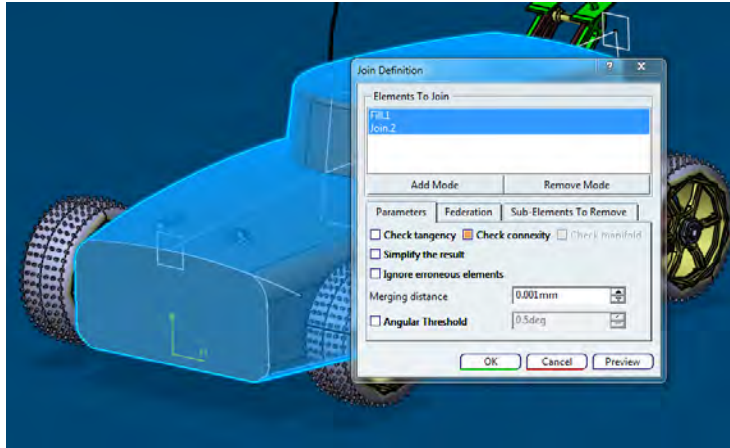 Join Definition
? X
Elements To Join
Fill.1
Join.2
Add Mode Remove Mode
Parameters Federation Sub-Elements To Remove
Check tangency Check connexity Check manifold
Simplify the result
Ignore erroneous elements
Merging distance 0.001mm
Angular Threshold 0.5deg
OK Cancel Preview
H